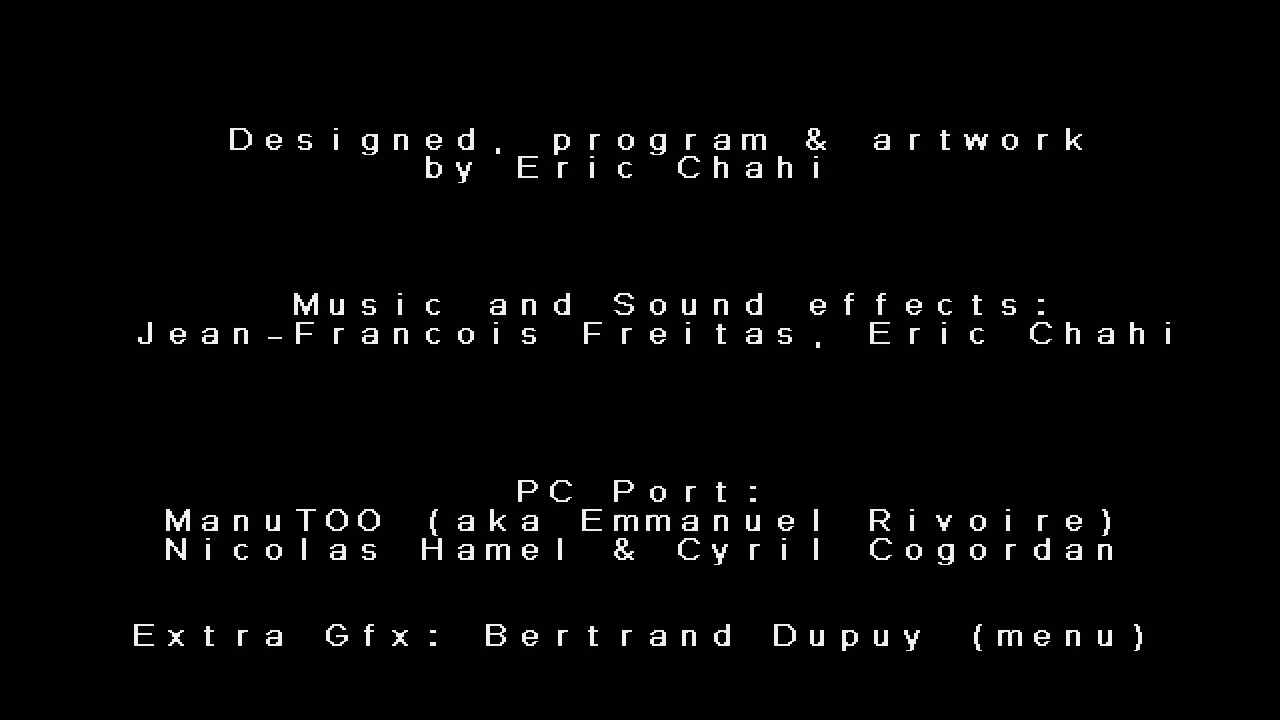 Designed, program & artwork
by Eric Chahi
Music and Sound effects:
Jean-Francois Freitas, Eric Chahi
PC Port:
ManuTOO (aka Emmanuel Rivoire)
Nicolas Hamel & Cyril Cogordan
Extra Gfx: Bertrand Dupuy (menu)